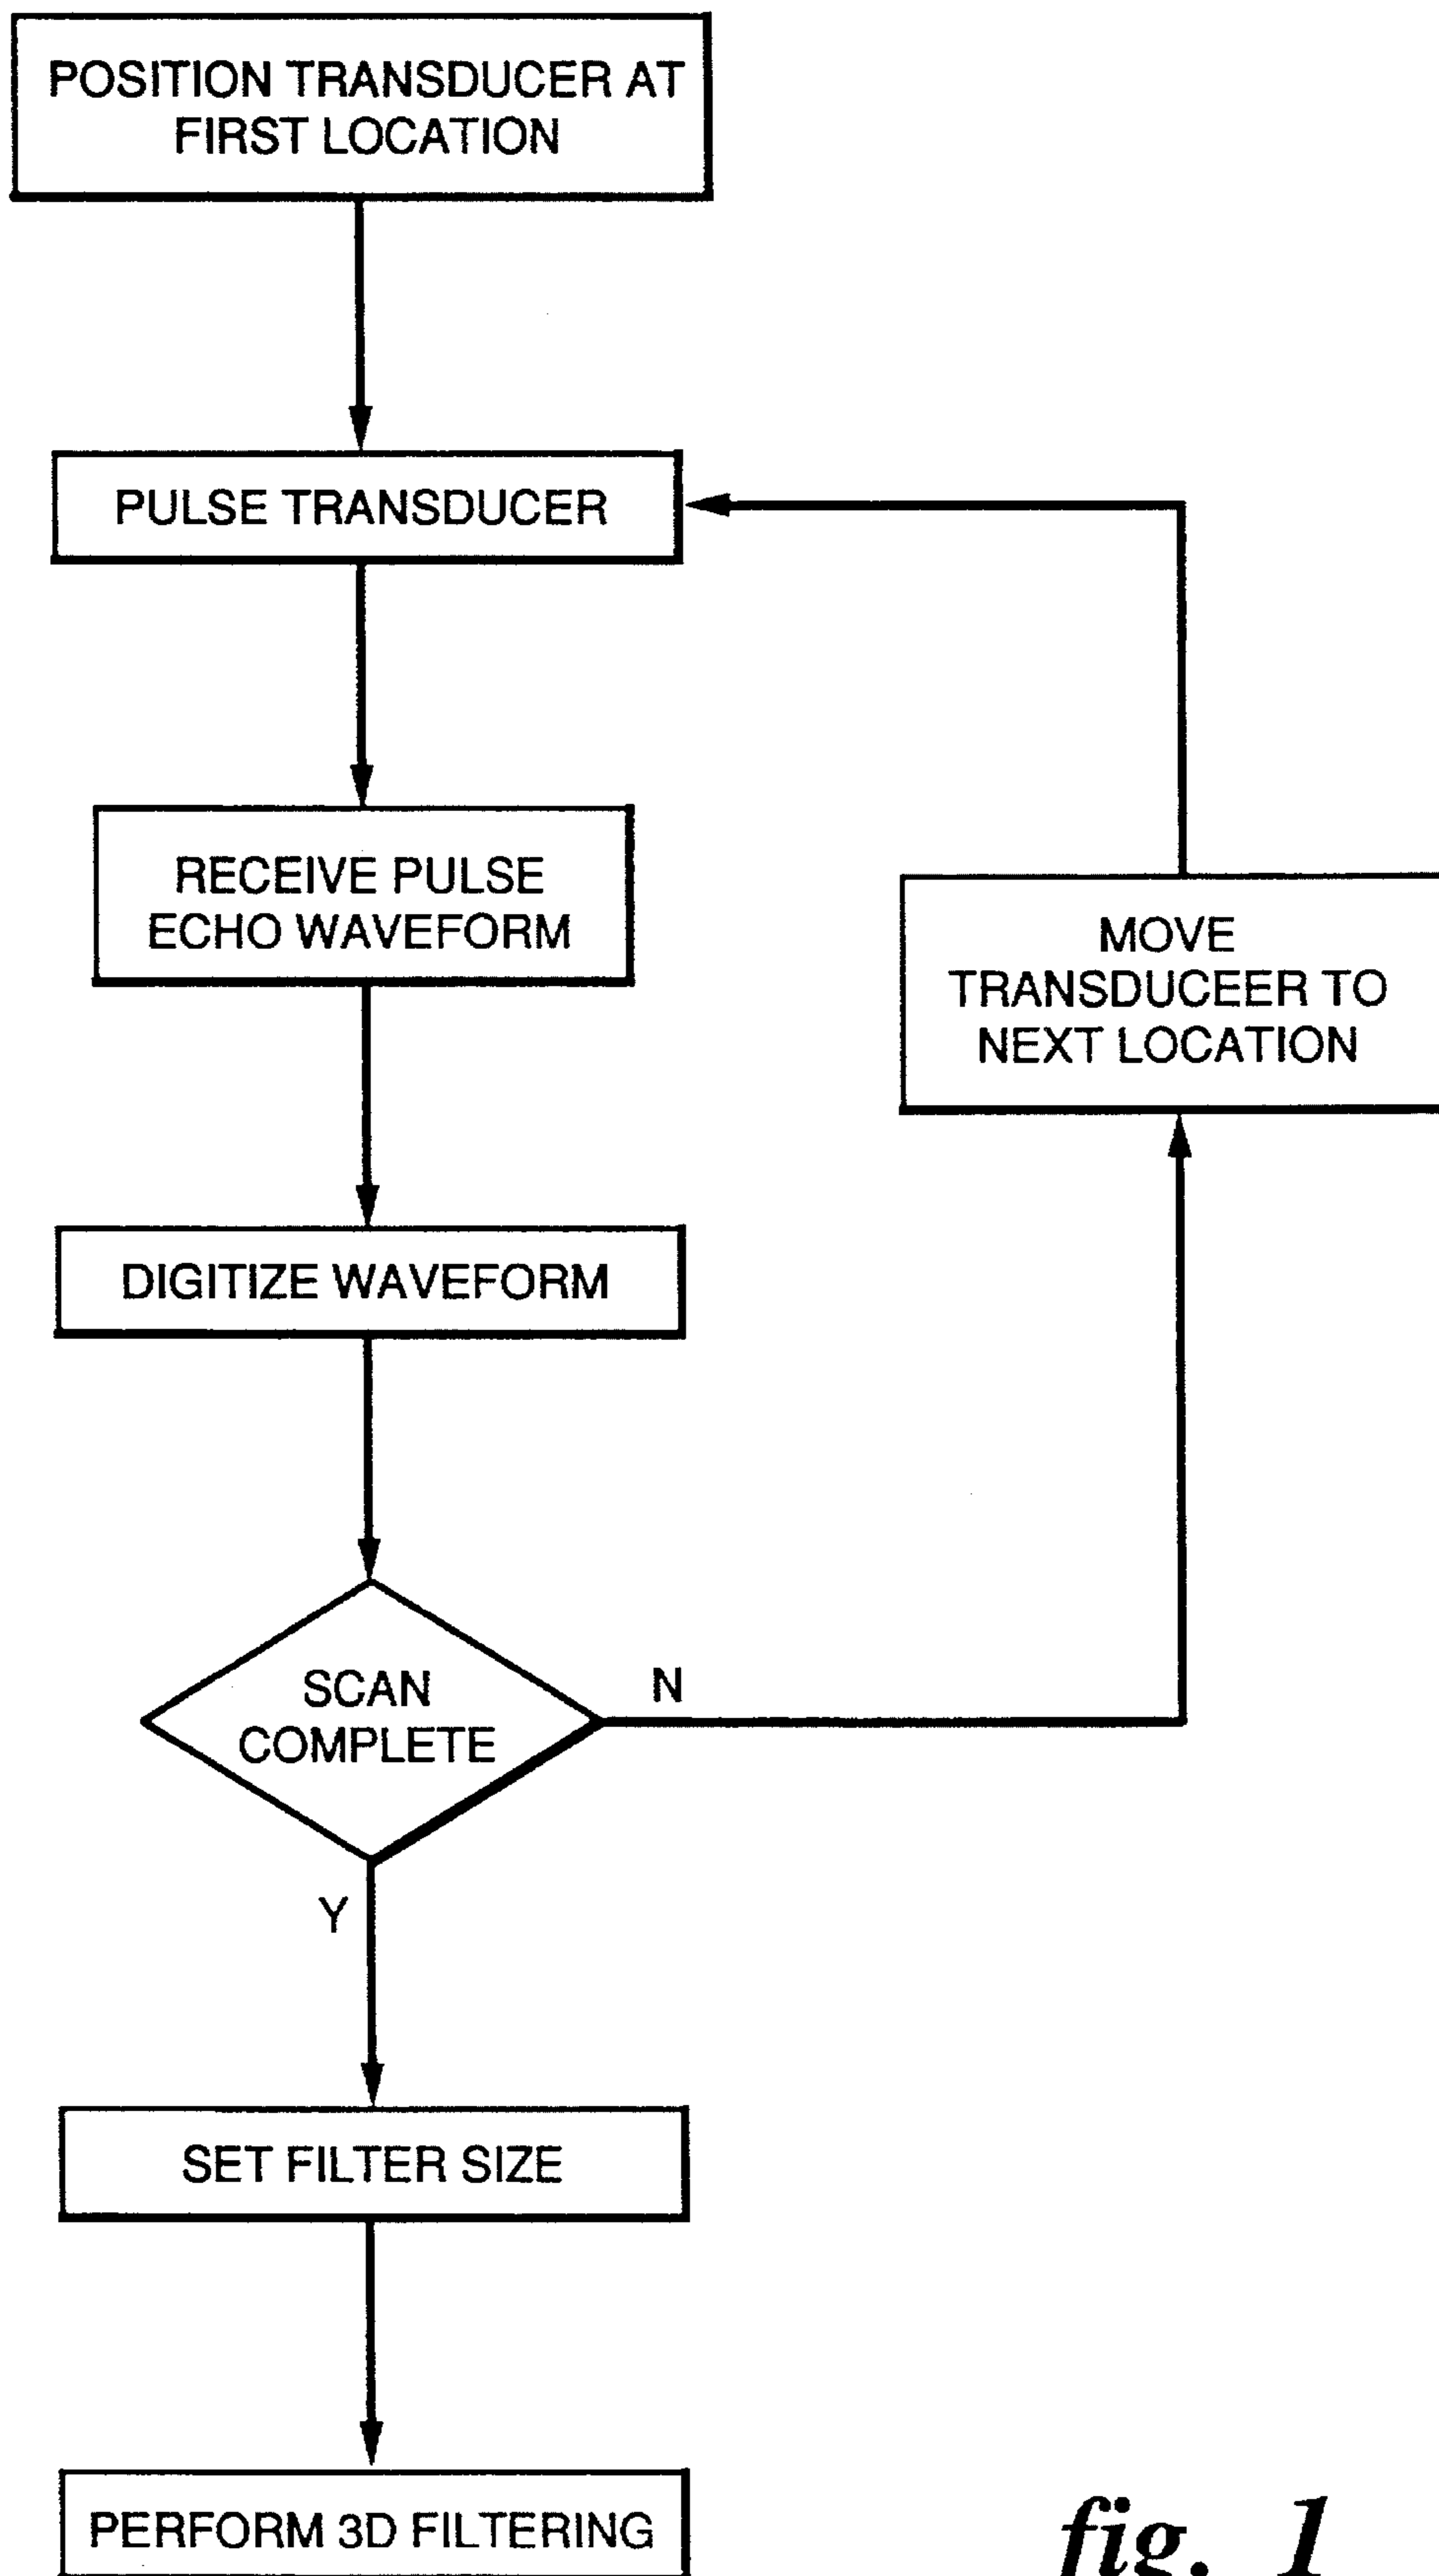 POSITION TRANSDUCER AT
FIRST LOCATION
PULSE TRANSDUCER
RECEIVE PULSE
ECHO WAVEFORM
MOVE
TRANSDUCEER TO
NEXT LOCATION
DIGITIZE WAVEFORM
SCAN
COMPLETE
N
Y
SET FILTER SIZE
PERFORM 3D FILTERING
fig. 1